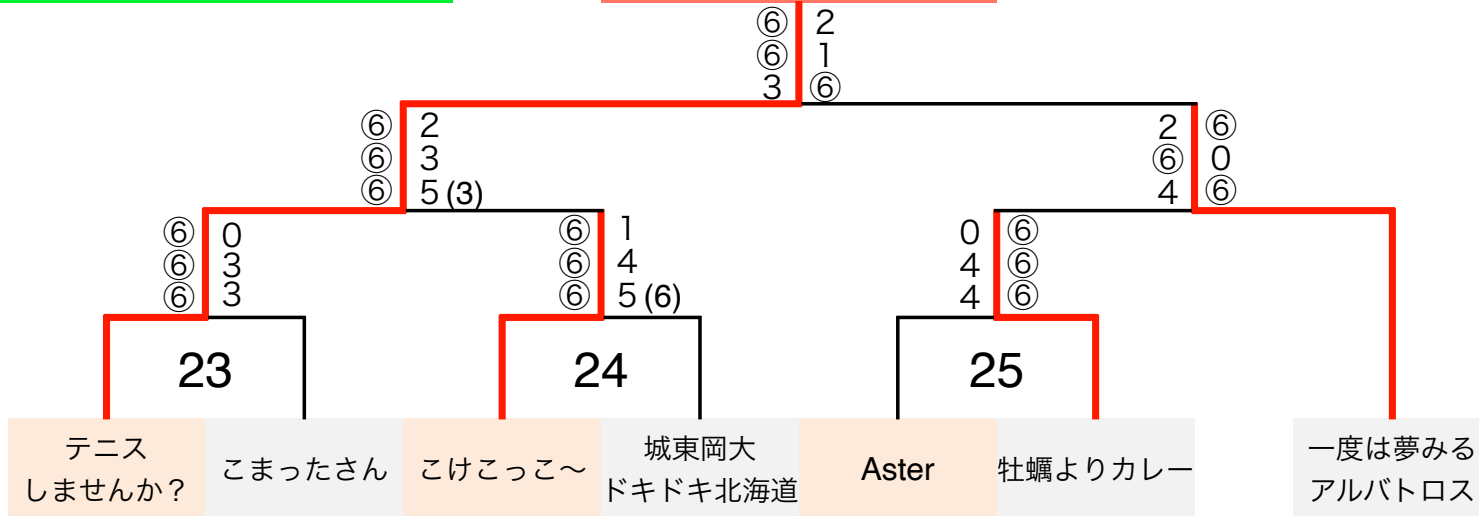 ⑥ 2
⑥ 1
3 ⑥
⑥ 2
⑥ 3
⑥ 5 (3)
2 ⑥
⑥ 0
4 ⑥
⑥ 0
⑥ 3
⑥ 3
⑥ 1
⑥ 4
⑥ 5 (6)
0 ⑥
4 ⑥
4 ⑥
23
24
25
テニス
しませんか？
こまったさん
こけこっこ〜
城東岡大
ドキドキ北海道
Aster
牡蠣よりカレー
一度は夢みる
アルバトロス